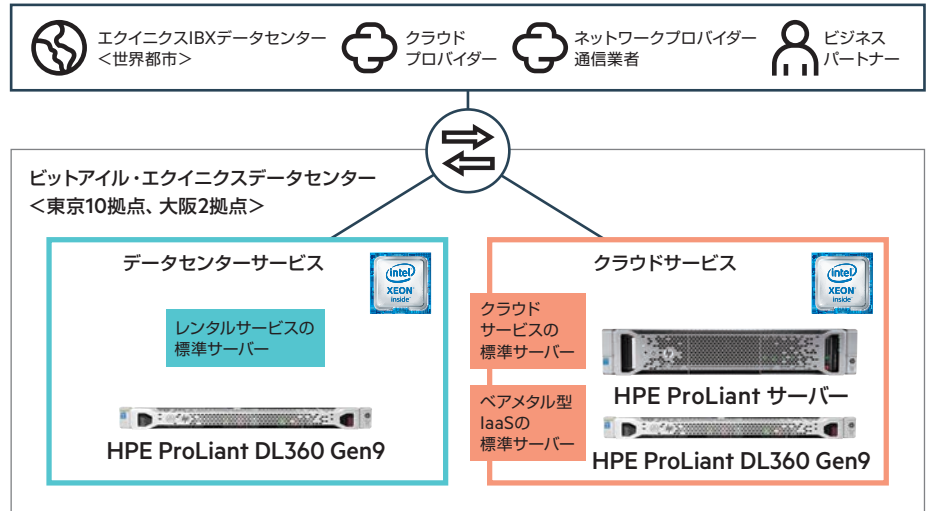 エクイニクスIBXデータセンター
＜世界都市＞
クラウド
プロバイダー
ネットワークプロバイダー
通信業者
ビジネス
パートナー
ビットアイル・エクイニクスデータセンター
＜東京10拠点、大阪2拠点＞
データセンターサービス
intel
XEON
inside
レンタルサービスの
標準サーバー
HPE ProLiant DL360 Gen9
クラウドサービス
intel
XEON
inside
クラウド
サービスの
標準サーバー
HPE ProLiant サーバー
ベアメタル型
IaaSの
標準サーバー
HPE ProLiant DL360 Gen9